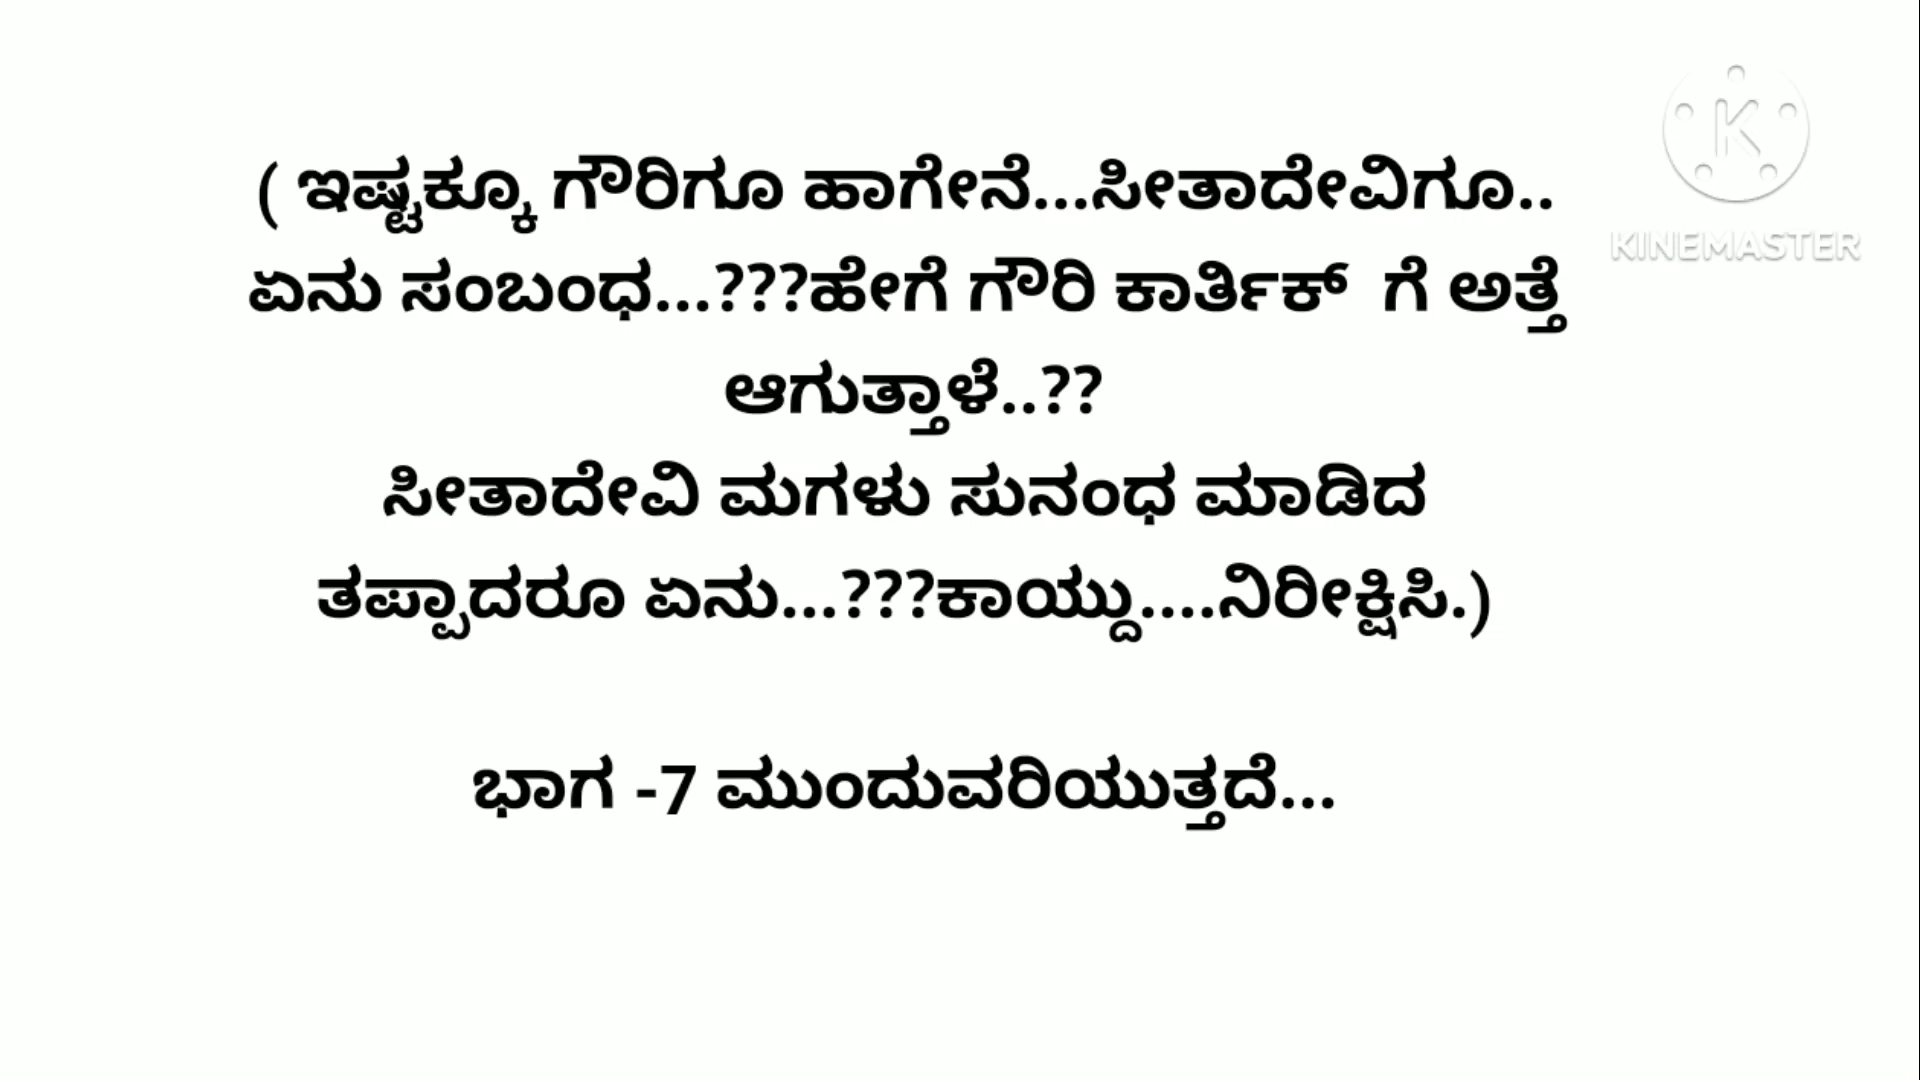 ( ಇಷ್ಟಕ್ಕೂ ಗೌರಿಗೂ ಹಾಗೇನೆ...ಸೀತಾದೇವಿಗೂ..
ಏನು ಸಂಬಂಧ...???ಹೇಗೆ ಗೌರಿ ಕಾರ್ತಿಕ್ ಗೆ ಅತ್ತೆ
ಆಗುತ್ತಾಳೆ..??
ಸೀತಾದೇವಿ ಮಗಳು ಸುನಂಧ ಮಾಡಿದ
ತಪ್ಪಾದರೂ ಏನು...???ಕಾಯ್ದು....ನಿರೀಕ್ಷಿಸಿ.)
ಭಾಗ -7 ಮುಂದುವರಿಯುತ್ತದೆ...
K
KINEMASTER